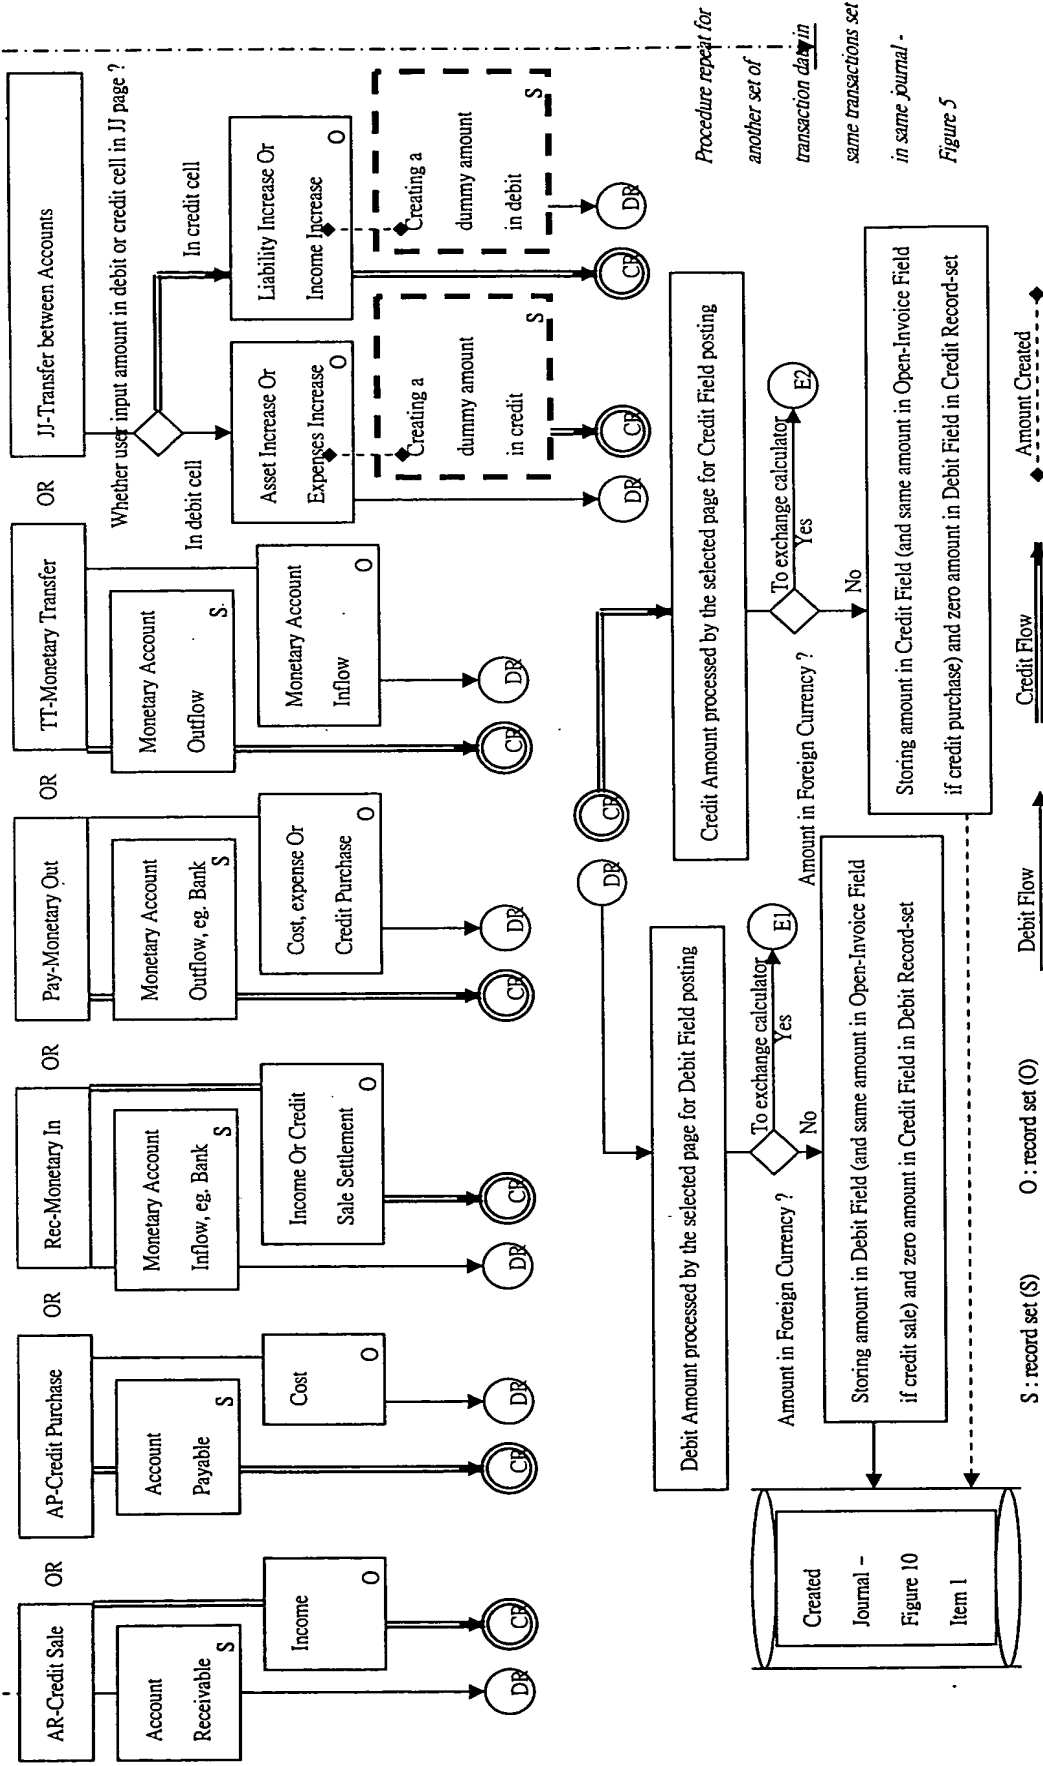 AR-Credit Sale
OR
AP-Credit Purchase
OR
Rec-Monetary In
OR
Pay-Monetary Out
OR
TT-Monetary Transfer
OR
JJ-Transfer between Accounts
Account
Receivable
S
Income
O
DR
CR
Account
Payable
S
Cost
O
CR
DR
Monetary Account
Inflow, eg. Bank
S
Income Or Credit
Sale Settlement
O
DR
CR
Monetary Account
Outflow, eg. Bank
S
Cost, expense Or
Credit Purchase
O
CR
DR
Monetary Account
Outflow
S
Monetary Account
Inflow
O
CR
DR
Whether user input amount in debit or credit cell in JJ page ?
In debit cell
In credit cell
Asset Increase Or
Expenses Increase
O
Liability Increase Or
Income Increase
O
Creating a
dummy amount
in credit
S
Creating a
dummy amount
in debit
S
DR
CR
CR
DR
DR
CR
Debit Amount processed by the selected page for Debit Field posting
Credit Amount processed by the selected page for Credit Field posting
Amount in Foreign Currency ?
To exchange calculator
Yes
E1
No
Amount in Foreign Currency ?
To exchange calculator
Yes
E2
No
Storing amount in Debit Field (and same amount in Open-Invoice Field
if credit sale) and zero amount in Credit Field in Debit Record-set
Storing amount in Credit Field (and same amount in Open-Invoice Field
if credit purchase) and zero amount in Debit Field in Credit Record-set
Created
Journal –
Figure 10
Item 1
Procedure repeat for
another set of
transaction data in
same transactions set
in same journal -
Figure 5
S : record set (S)
O : record set (O)
Debit Flow
Credit Flow
Amount Created